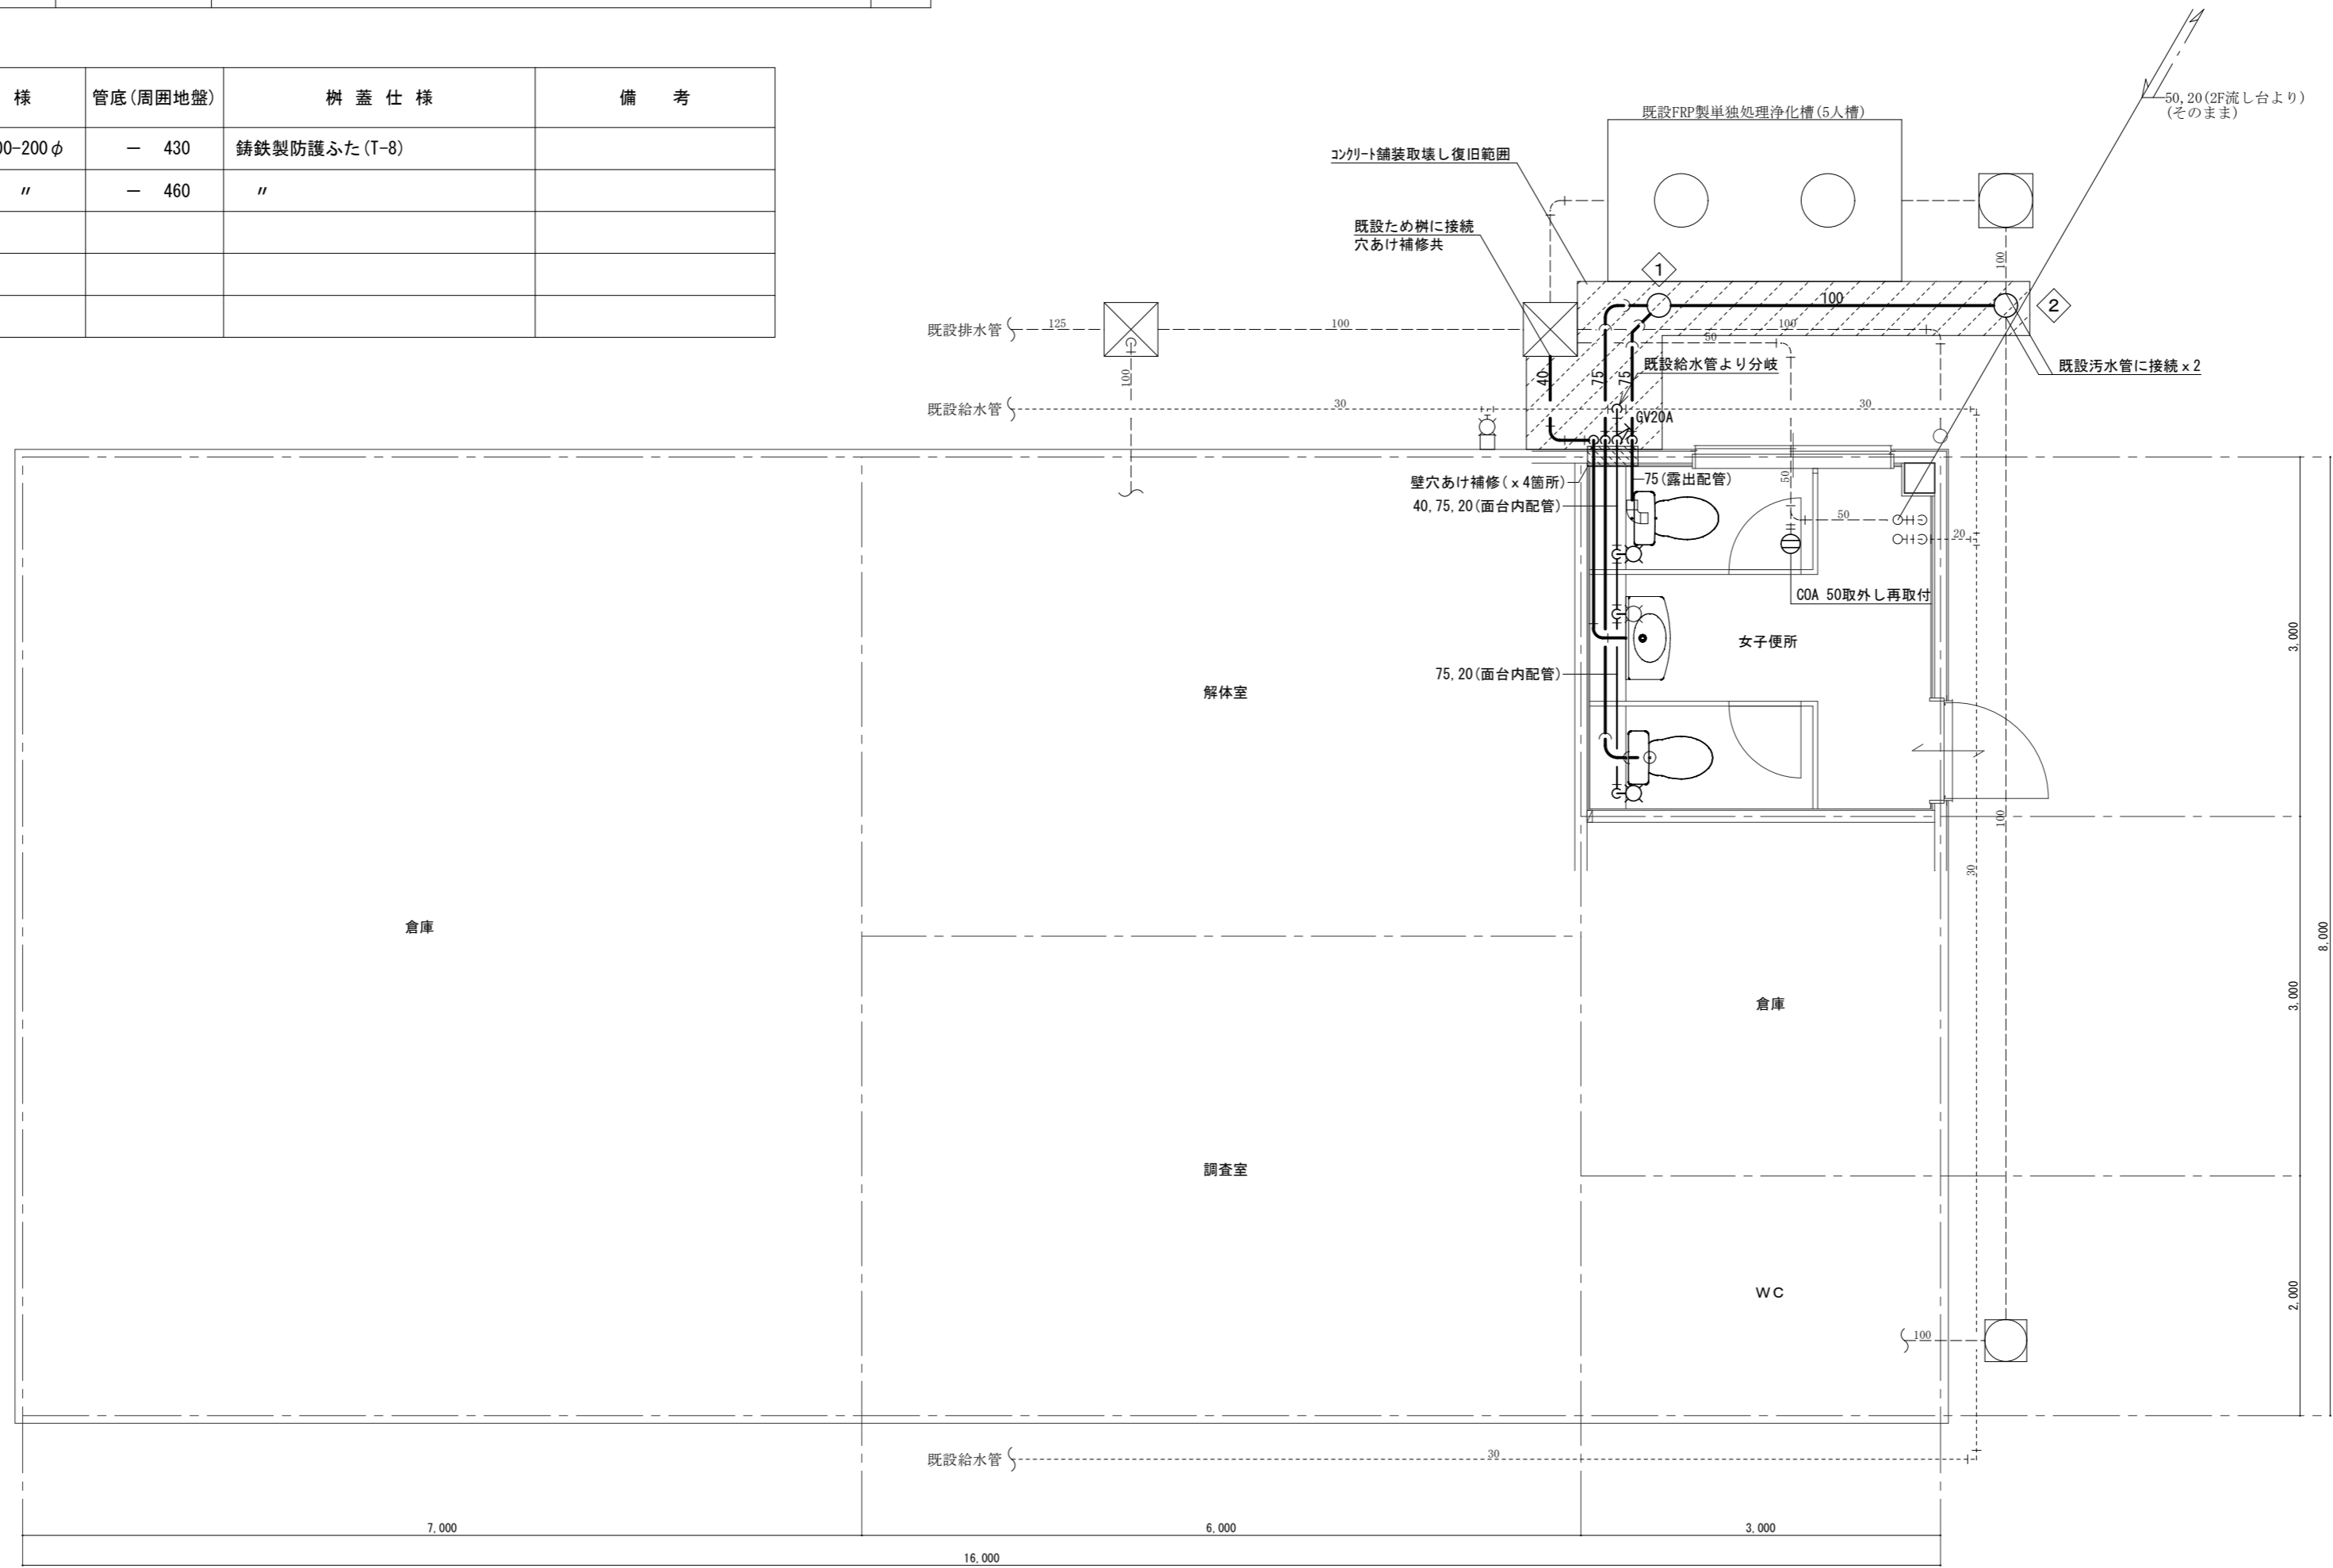 様 管底(周囲地盤) 桝 蓋 仕 様 備 考
00-200φ － 430 鋳鉄製防護ふた(T-8)
〃 － 460 〃
50,20(2F流し台より)
(そのまま)
既設FRP製単独処理浄化槽(5人槽)
ｺﾝｸﾘｰﾄ舗装取壊し復旧範囲
既設ため桝に接続
穴あけ補修共
100
1
100
2
既設排水管
125
100
100
50
既設汚水管に接続ｘ2
既設給水管より分岐
100
40
75
75
既設給水管
30
30
GV20A
壁穴あけ補修(ｘ4箇所)
75(露出配管)
50
40,75,20(面台内配管)
50
20
COA 50取外し再取付
女子便所
3,000
75,20(面台内配管)
解体室
100
30
倉庫
8,000
倉庫
3,000
調査室
WC
2,000
100
既設給水管
30
7,000
6,000
3,000
16,000